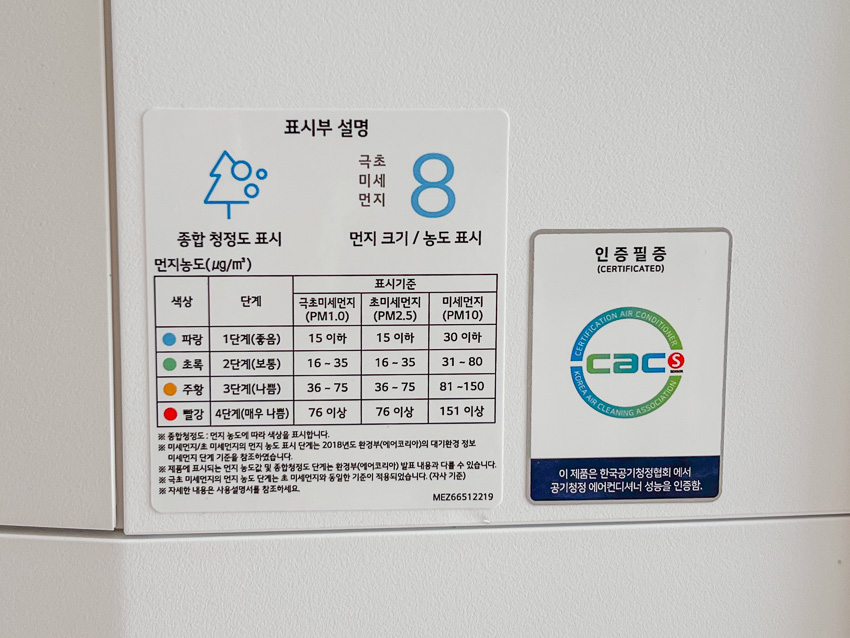 표시부 설명
극초
미세
먼지
8
종합 청정도 표시
먼지 크기 / 농도 표시
먼지농도(㎍/㎥)
색상 단계 표시기준
극초미세먼지 (PM1.0) 초미세먼지 (PM2.5) 미세먼지 (PM10)
파랑 1단계(좋음) 15 이하 15 이하 30 이하
초록 2단계(보통) 16 ~ 35 16 ~ 35 31 ~ 80
주황 3단계(나쁨) 36 ~ 75 36 ~ 75 81 ~150
빨강 4단계(매우 나쁨) 76 이상 76 이상 151 이상
※ 종합청정도 : 먼지 농도에 따라 색상을 표시합니다.
※ 미세먼지/초 미세먼지의 먼지 농도 표시 단계는 2018년도 환경부(에어코리아)의 대기환경 정보
미세먼지 단계 기준을 참조하였습니다.
※ 제품에 표시되는 먼지 농도값 및 종합청정도 단계는 환경부(에어코리아) 발표 내용과 다를 수 있습니다.
※ 극초 미세먼지의 먼지 농도 단계는 초 미세먼지와 동일한 기준이 적용되었습니다. (자사 기준)
※ 자세한 내용은 사용설명서를 참조하세요.
MEZ66512219
인증필증
(CERTIFICATED)
CERTIFICATION AIR CONDITIONER
cac S
KOREA AIR CLEANING ASSOCIATION
이 제품은 한국공기청정협회 에서
공기청정 에어컨디셔너 성능을 인증함.